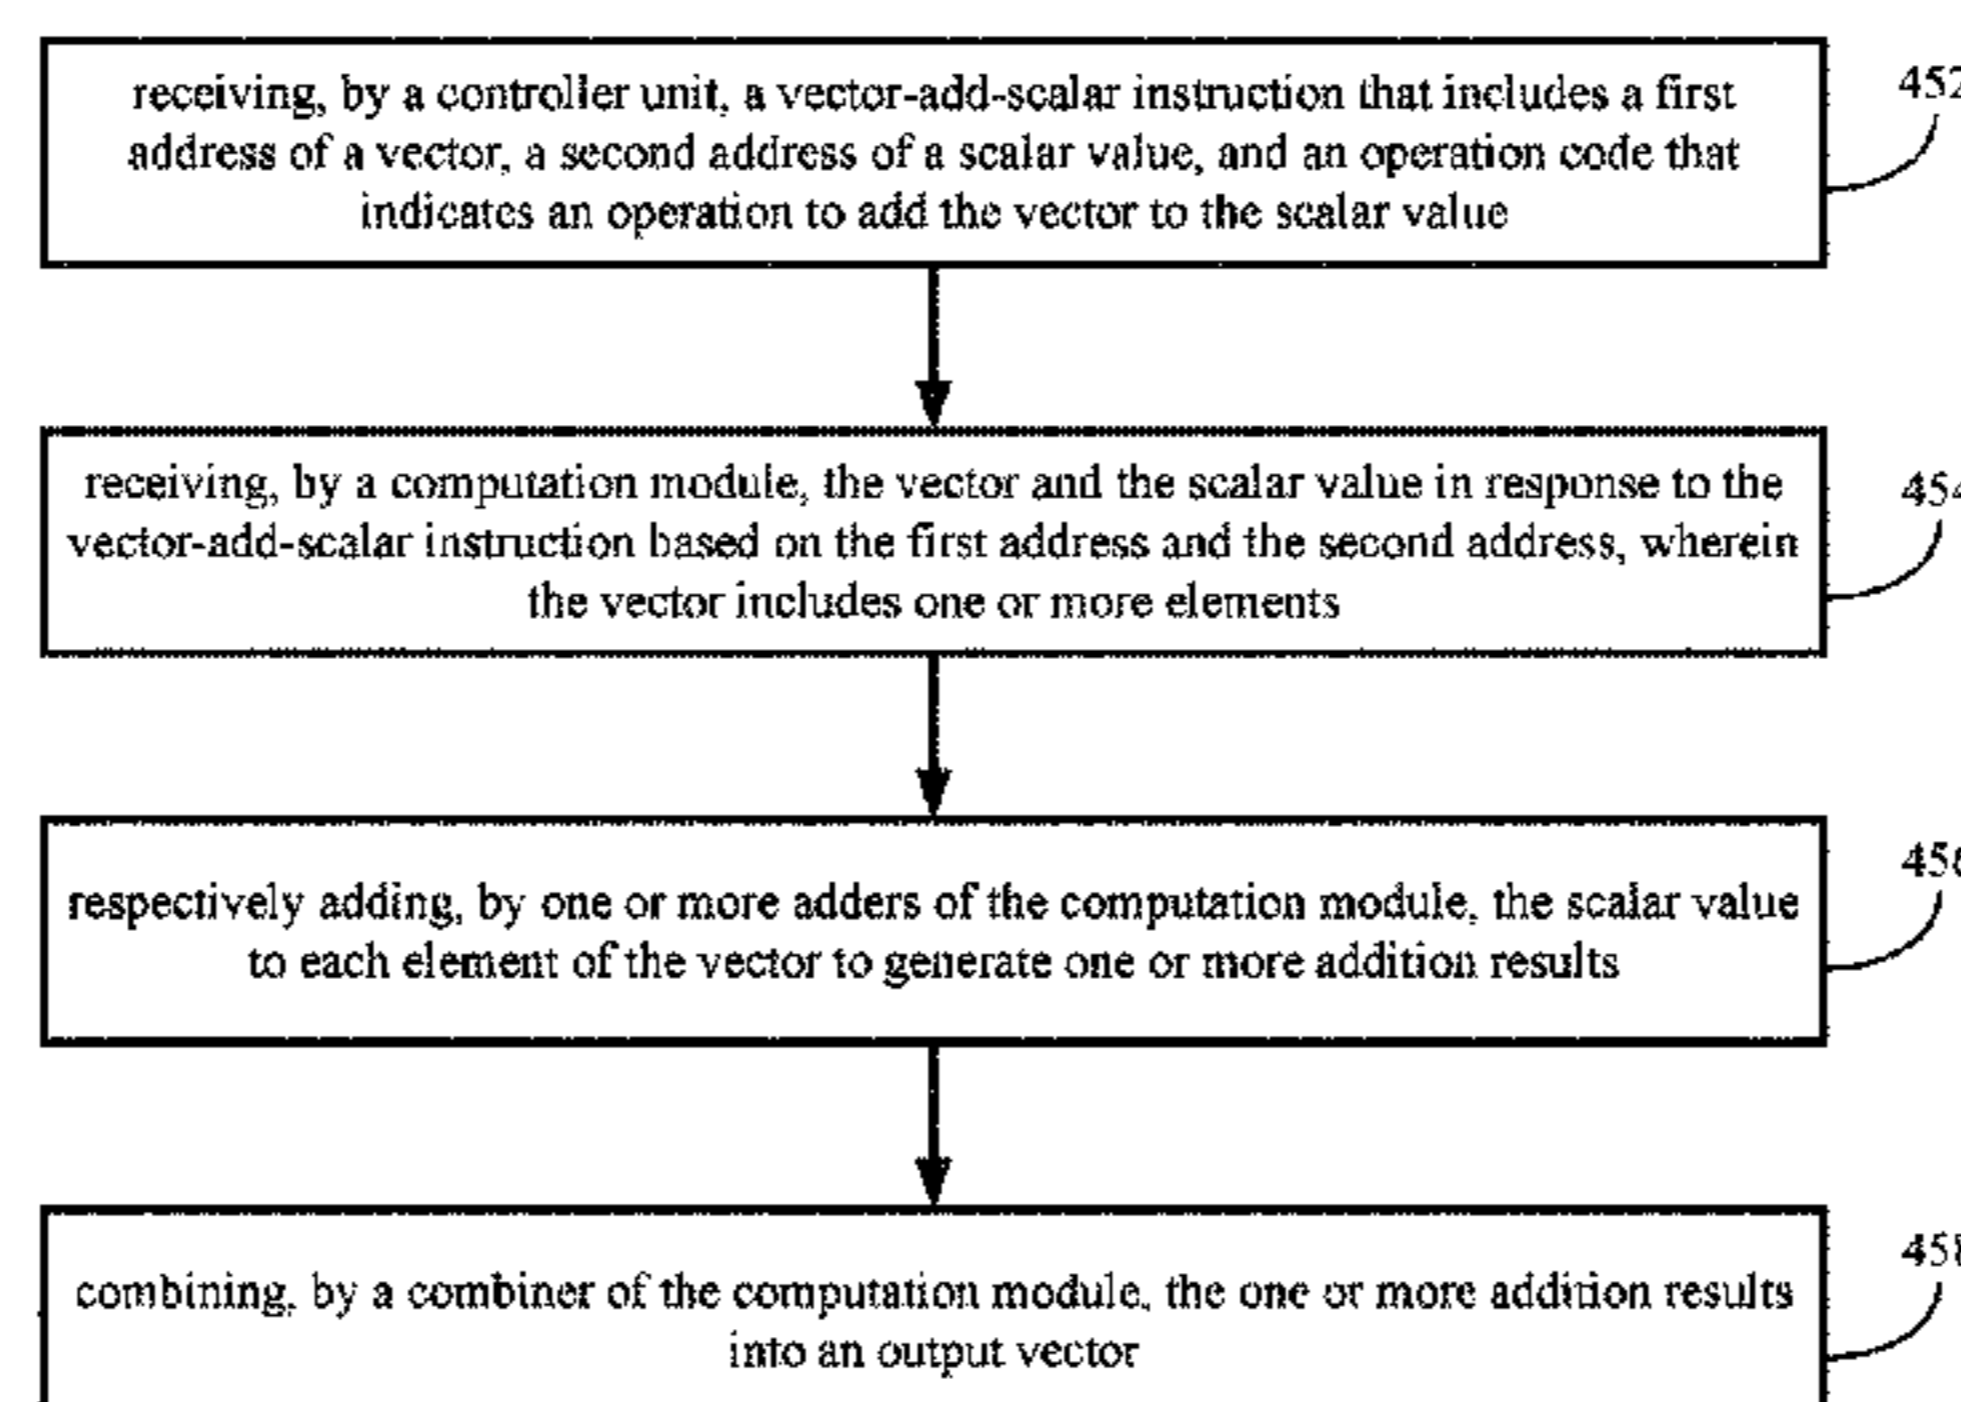 receiving, by a controller unit, a vector-add-scalar instruction that includes a first
address of a vector, a second address of a scalar value, and an operation code that
indicates an operation to add the vector to the scalar value
452
receiving, by a computation module, the vector and the scalar value in response to the
vector-add-scalar instruction based on the first address and the second address, wherein
the vector includes one or more elements
454
respectively adding, by one or more adders of the computation module, the scalar value
to each element of the vector to generate one or more addition results
456
combining, by a combiner of the computation module, the one or more addition results
into an output vector
458